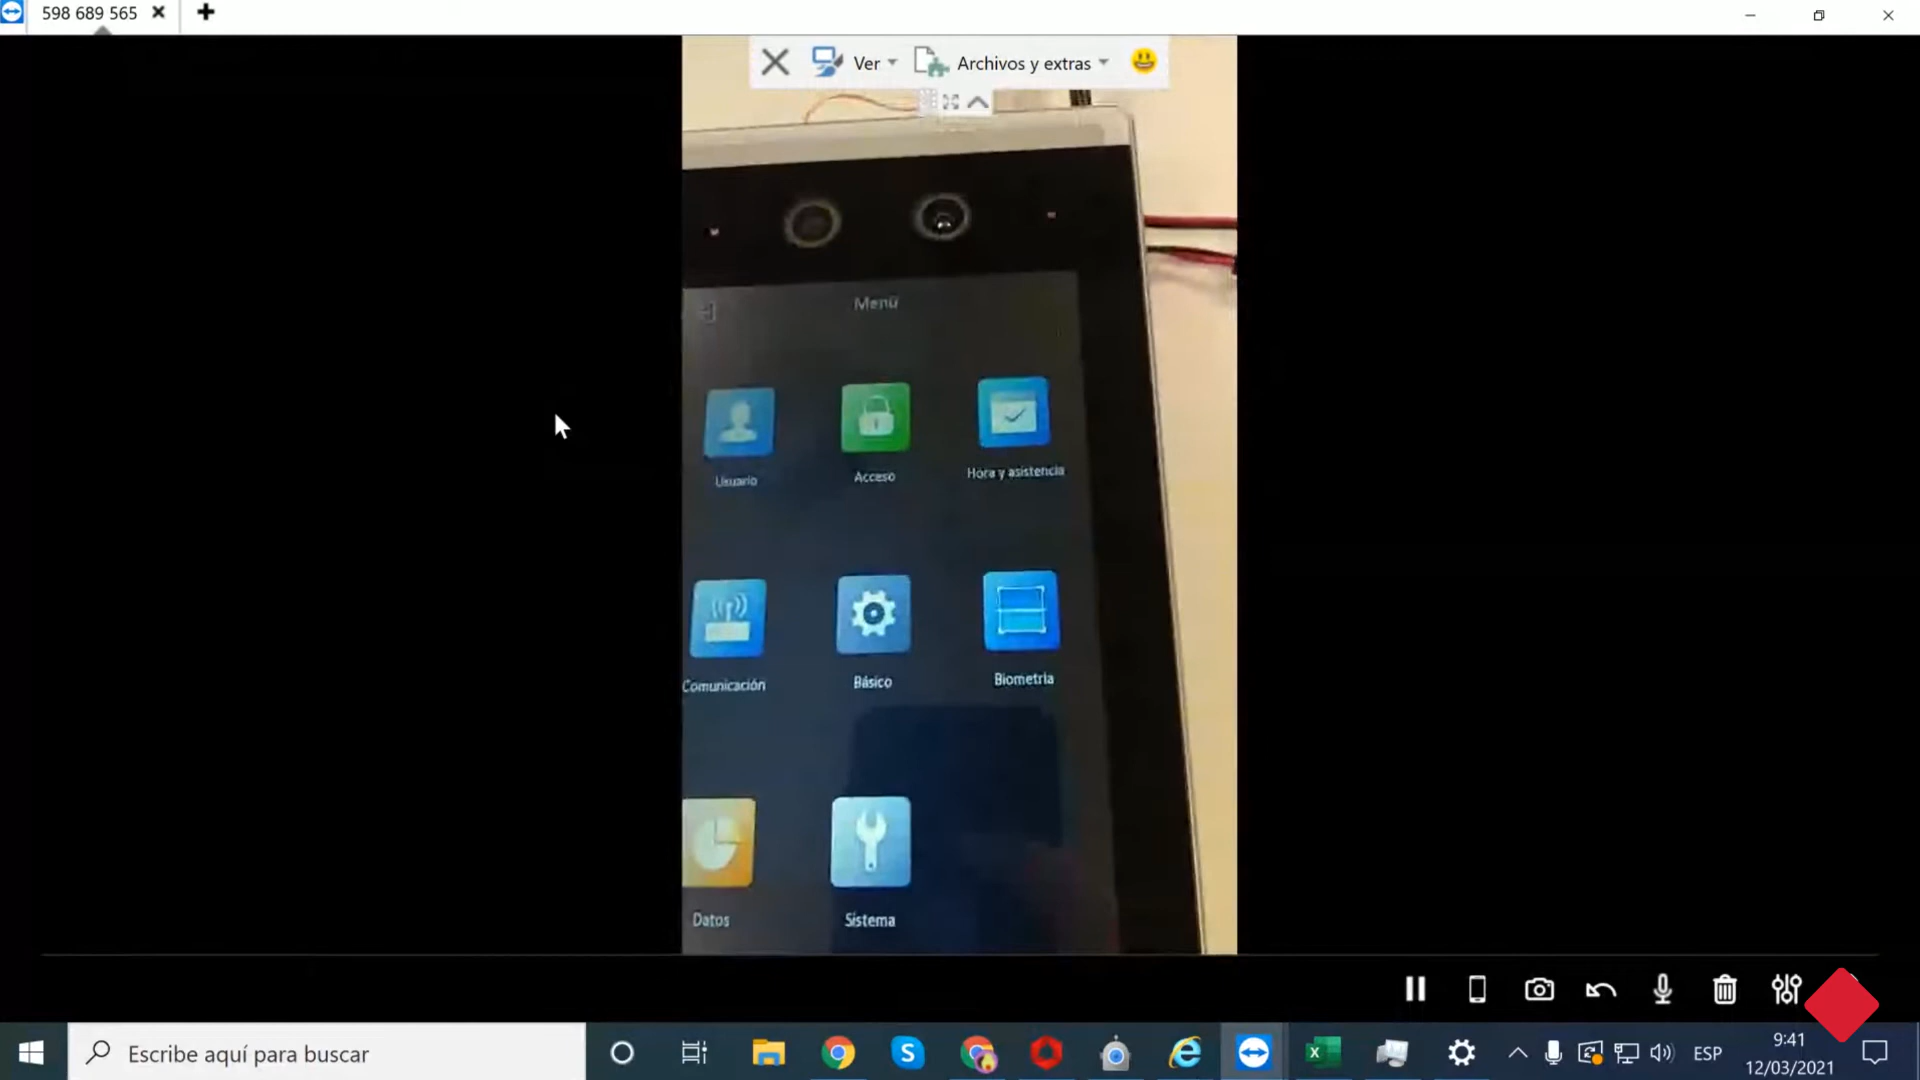 598 689 565
Ver
Archivos y extras
Menú
Usuario
Acceso
Hora y asistencia
Comunicación
Básico
Biometria
Datos
Sistema
Escribe aquí para buscar
ESP
9:41
12/03/2021